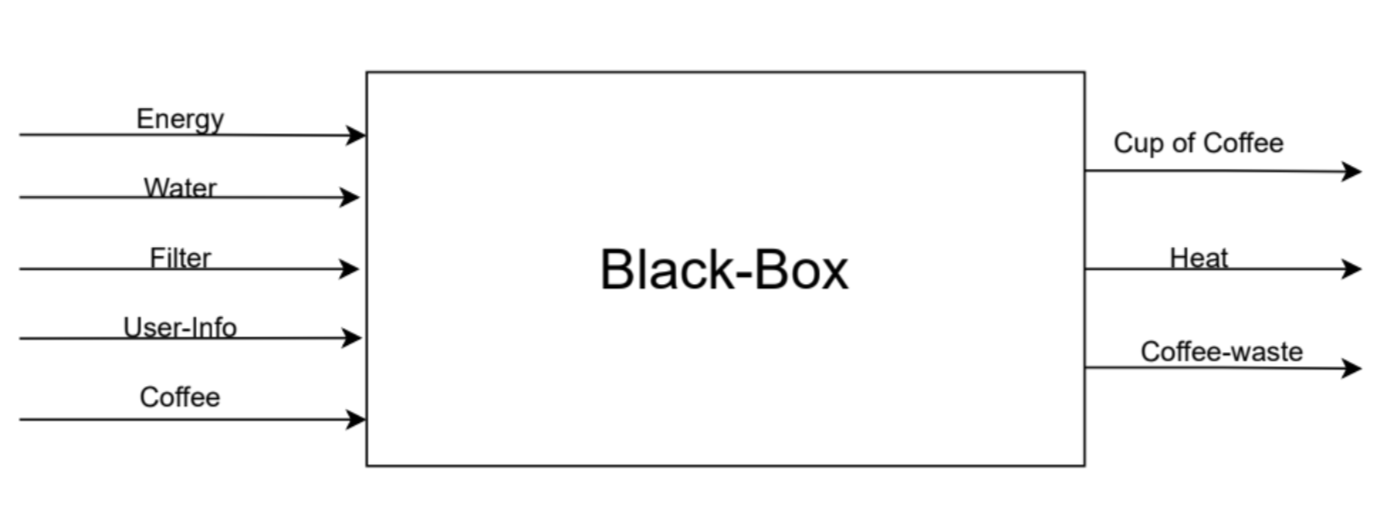 Energy
Water
Filter
User-Info
Coffee
Black-Box
Cup of Coffee
Heat
Coffee-waste